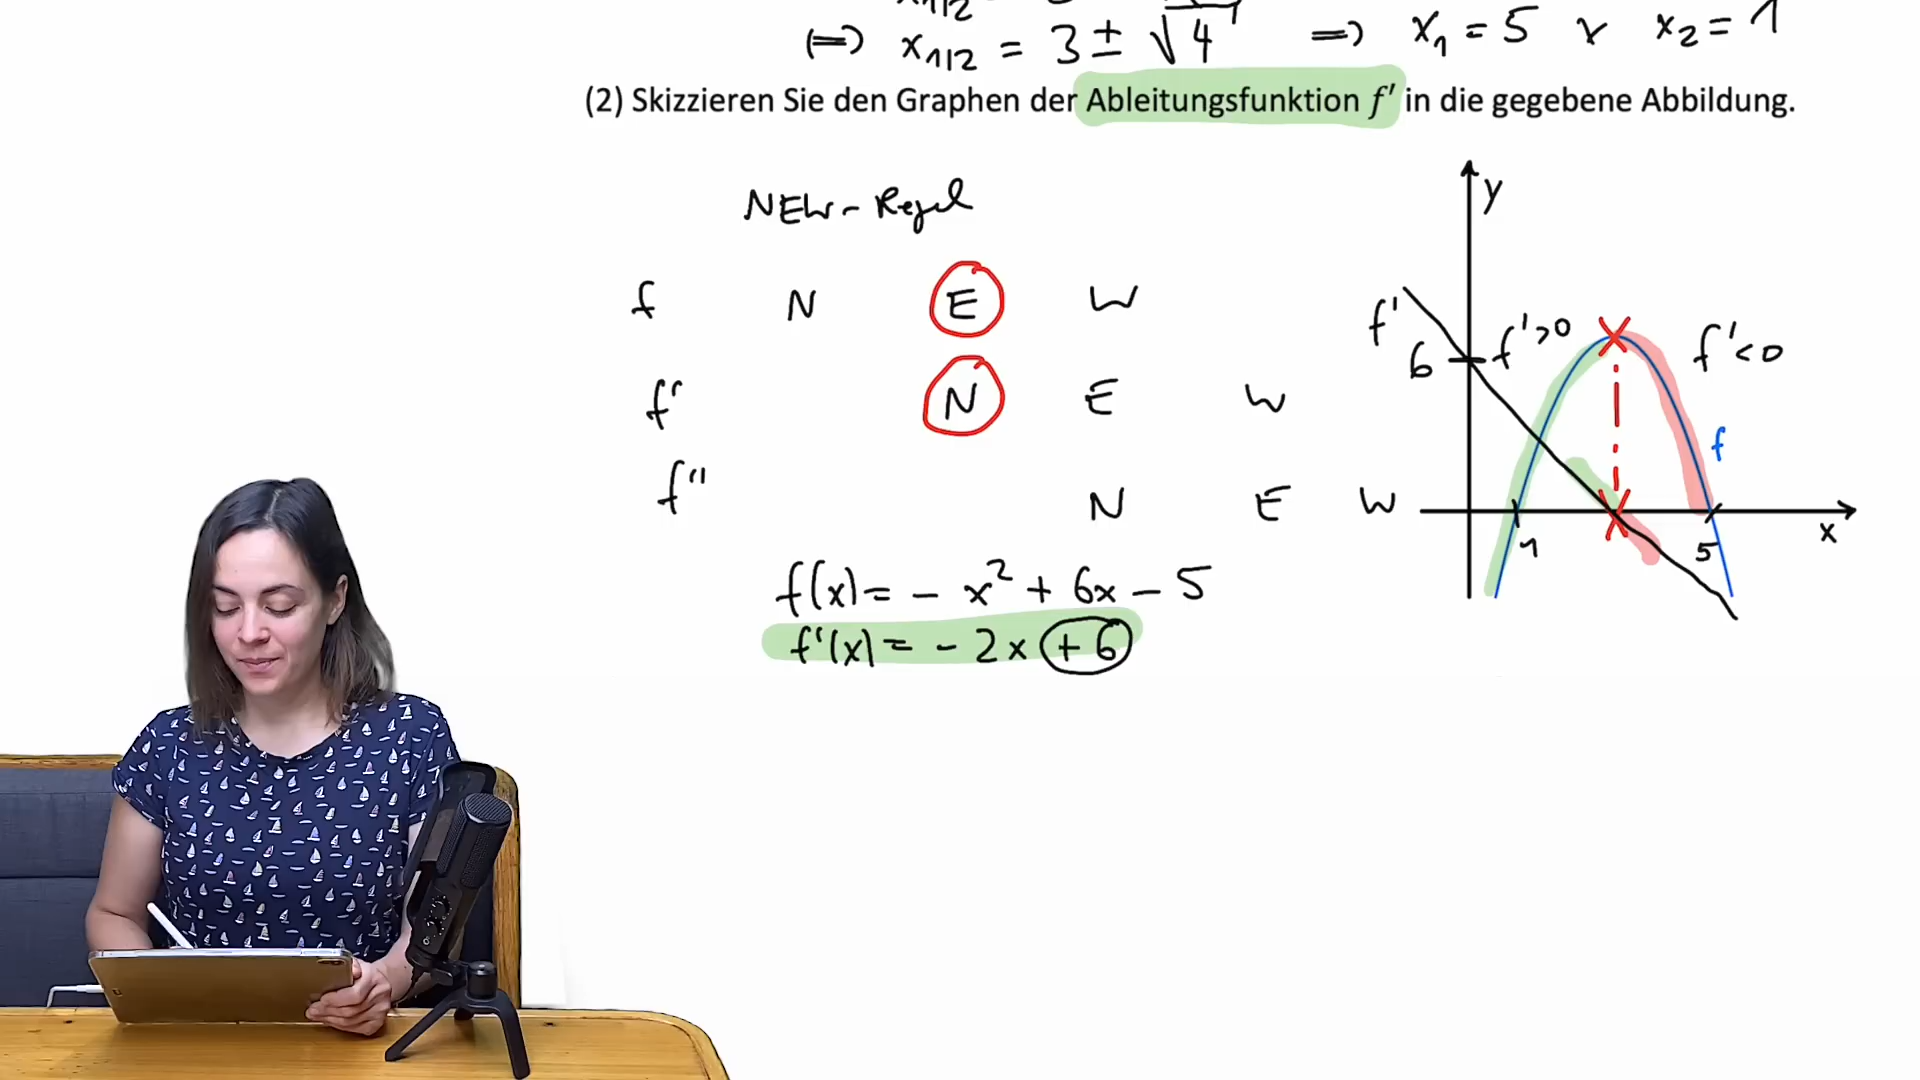 (=) x1|2 = 3 ± √4 => x1 = 5 ∨ x2 = 1
(2) Skizzieren Sie den Graphen der Ableitungsfunktion f' in die gegebene Abbildung.
NEW-Regel
f N E W
f' N E W
f'' N E W
f(x) = - x² + 6x - 5
f'(x) = - 2x + 6
y
f'
6
f'>0
f'<0
f
1
5
x